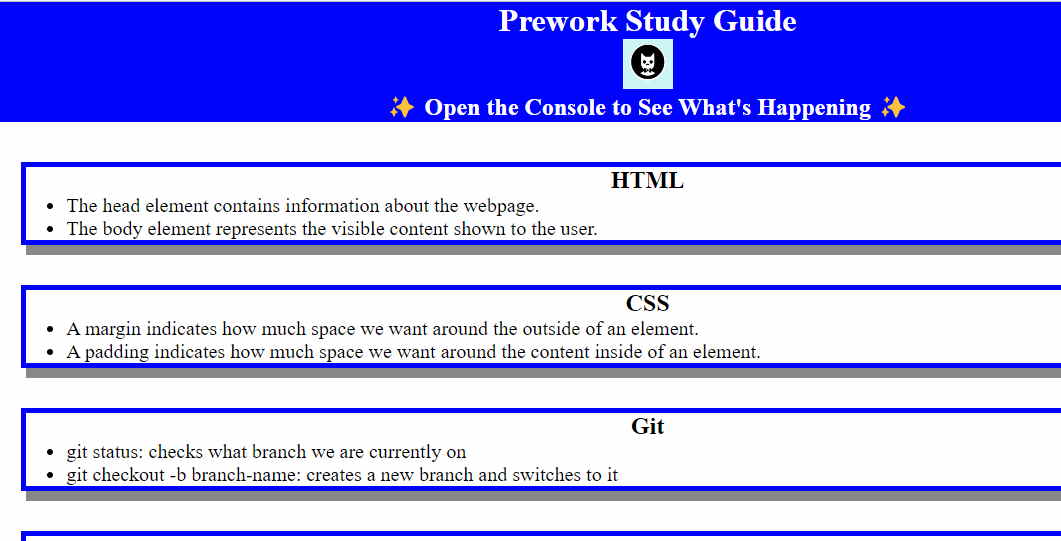 Prework Study Guide
✨ Open the Console to See What's Happening ✨
HTML
• The head element contains information about the webpage.
• The body element represents the visible content shown to the user.
CSS
• A margin indicates how much space we want around the outside of an element.
• A padding indicates how much space we want around the content inside of an element.
Git
• git status: checks what branch we are currently on
• git checkout -b branch-name: creates a new branch and switches to it